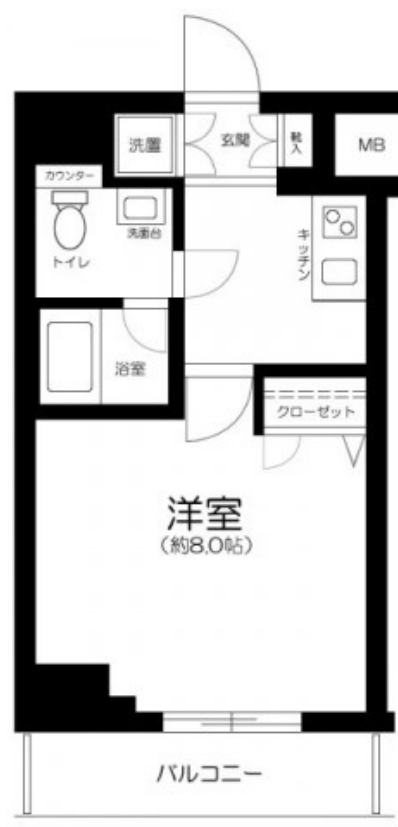 洗置
玄関
靴入
MB
カウンター
洗面台
トイレ
キッチン
浴室
クローゼット
洋室
(約8.0帖)
バルコニー